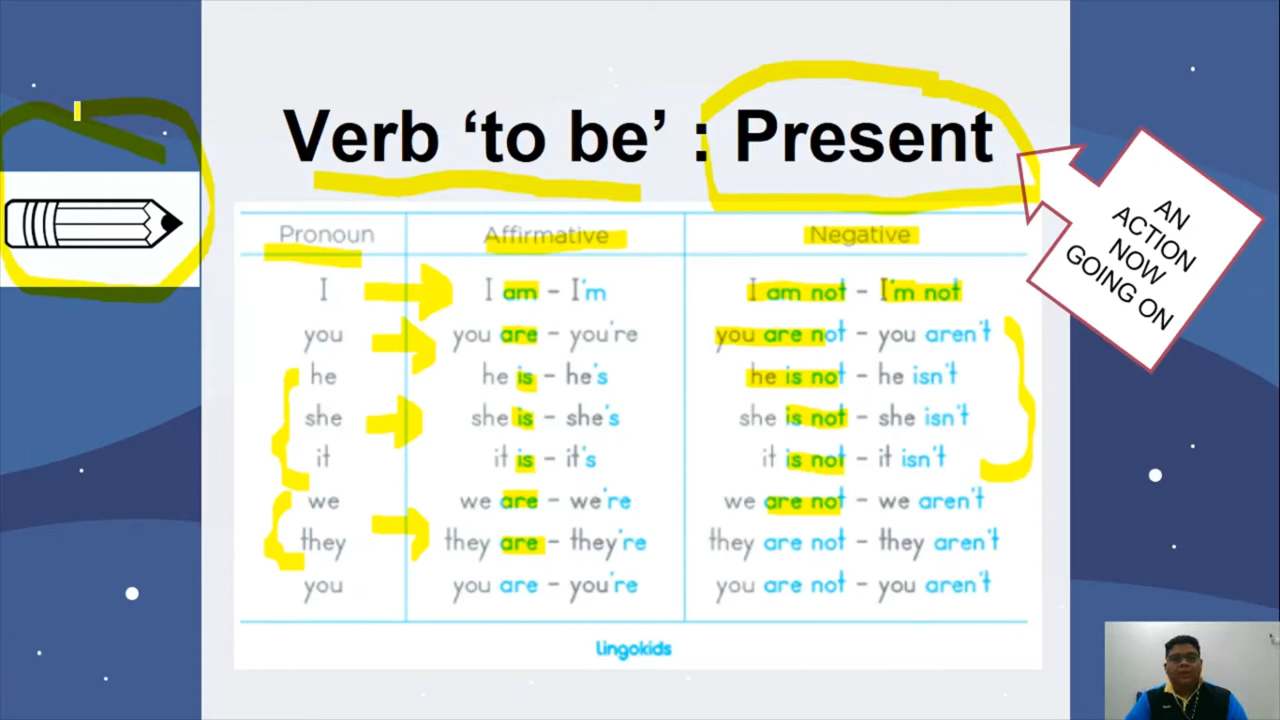 Verb ‘to be’ : Present
AN
ACTION
NOW
GOING ON
Pronoun Affirmative Negative
I I am – I'm I am not – I'm not
you you are – you're you are not – you aren't
he he is – he's he is not – he isn't
she she is – she's she is not – she isn't
it it is – it's it is not – it isn't
we we are – we're we are not – we aren't
they they are – they're they are not – they aren't
you you are – you're you are not – you aren't
lingokids